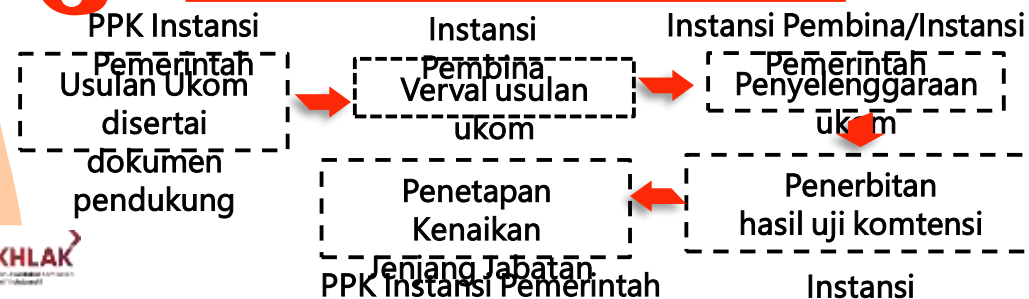 PPK Instansi
Pemerintah
Usulan Ukom
disertai
dokumen
pendukung
Instansi
Pembina
Verval usulan
ukom
Instansi Pembina/Instansi
Pemerintah
Penyelenggaraan
ukom
Penerbitan
hasil uji komtensi
Instansi
Penetapan
Kenaikan
Jenjang Jabatan
PPK Instansi Pemerintah
KHLAK